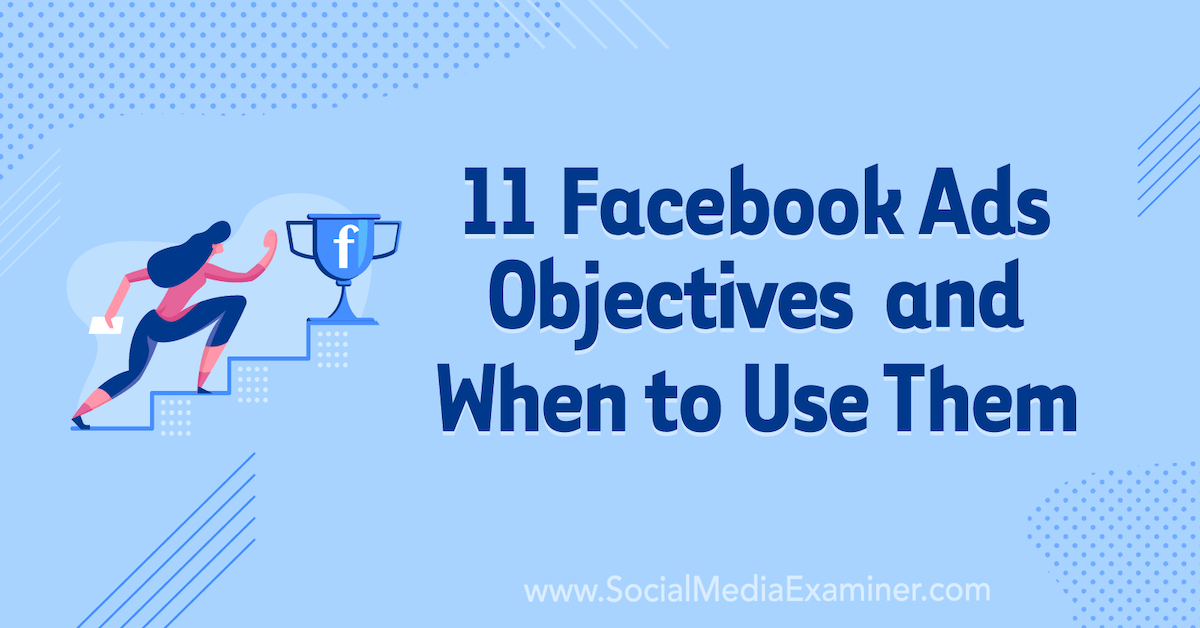 11 Facebook Ads
Objectives and
When to Use Them
f
www.SocialMediaExaminer.com